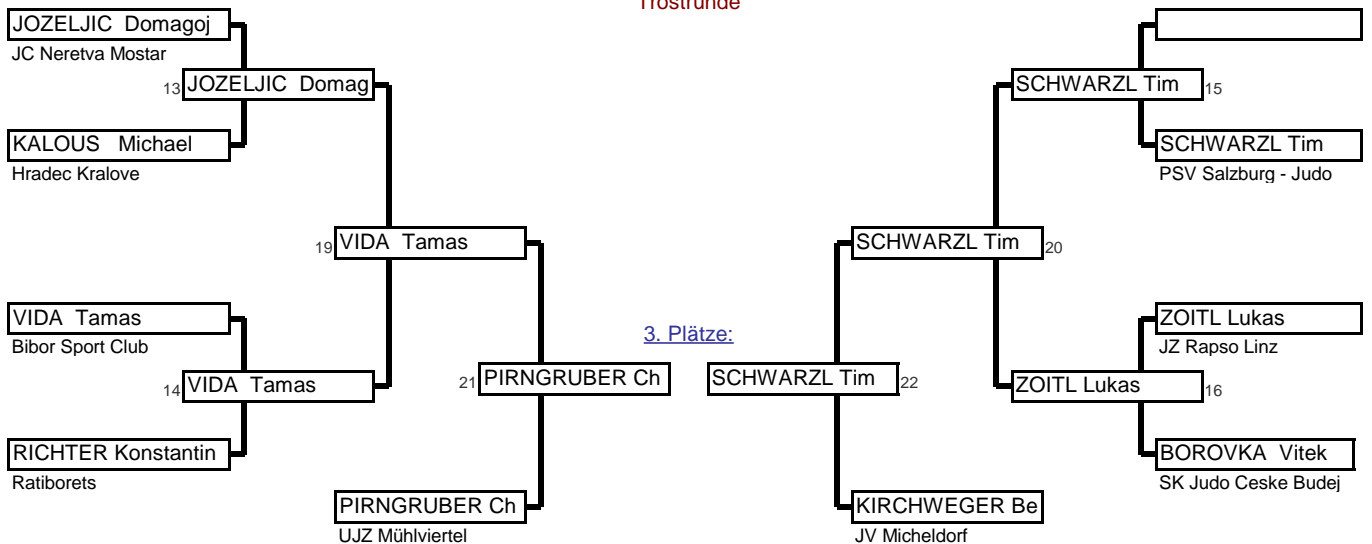 Trostrunde
JOZELJIC Domagoj
JC Neretva Mostar
13 JOZELJIC Domag
SCHWARZL Tim 15
KALOUS Michael
Hradec Kralove
SCHWARZL Tim
PSV Salzburg - Judo
19 VIDA Tamas
SCHWARZL Tim 20
VIDA Tamas
Bibor Sport Club
ZOITL Lukas
JZ Rapso Linz
3. Plätze:
14 VIDA Tamas
21 PIRNGRUBER Ch
SCHWARZL Tim 22
ZOITL Lukas 16
RICHTER Konstantin
Ratiborets
BOROVKA Vitek
SK Judo Ceske Budej
PIRNGRUBER Ch
UJZ Mühlviertel
KIRCHWEGER Be
JV Micheldorf